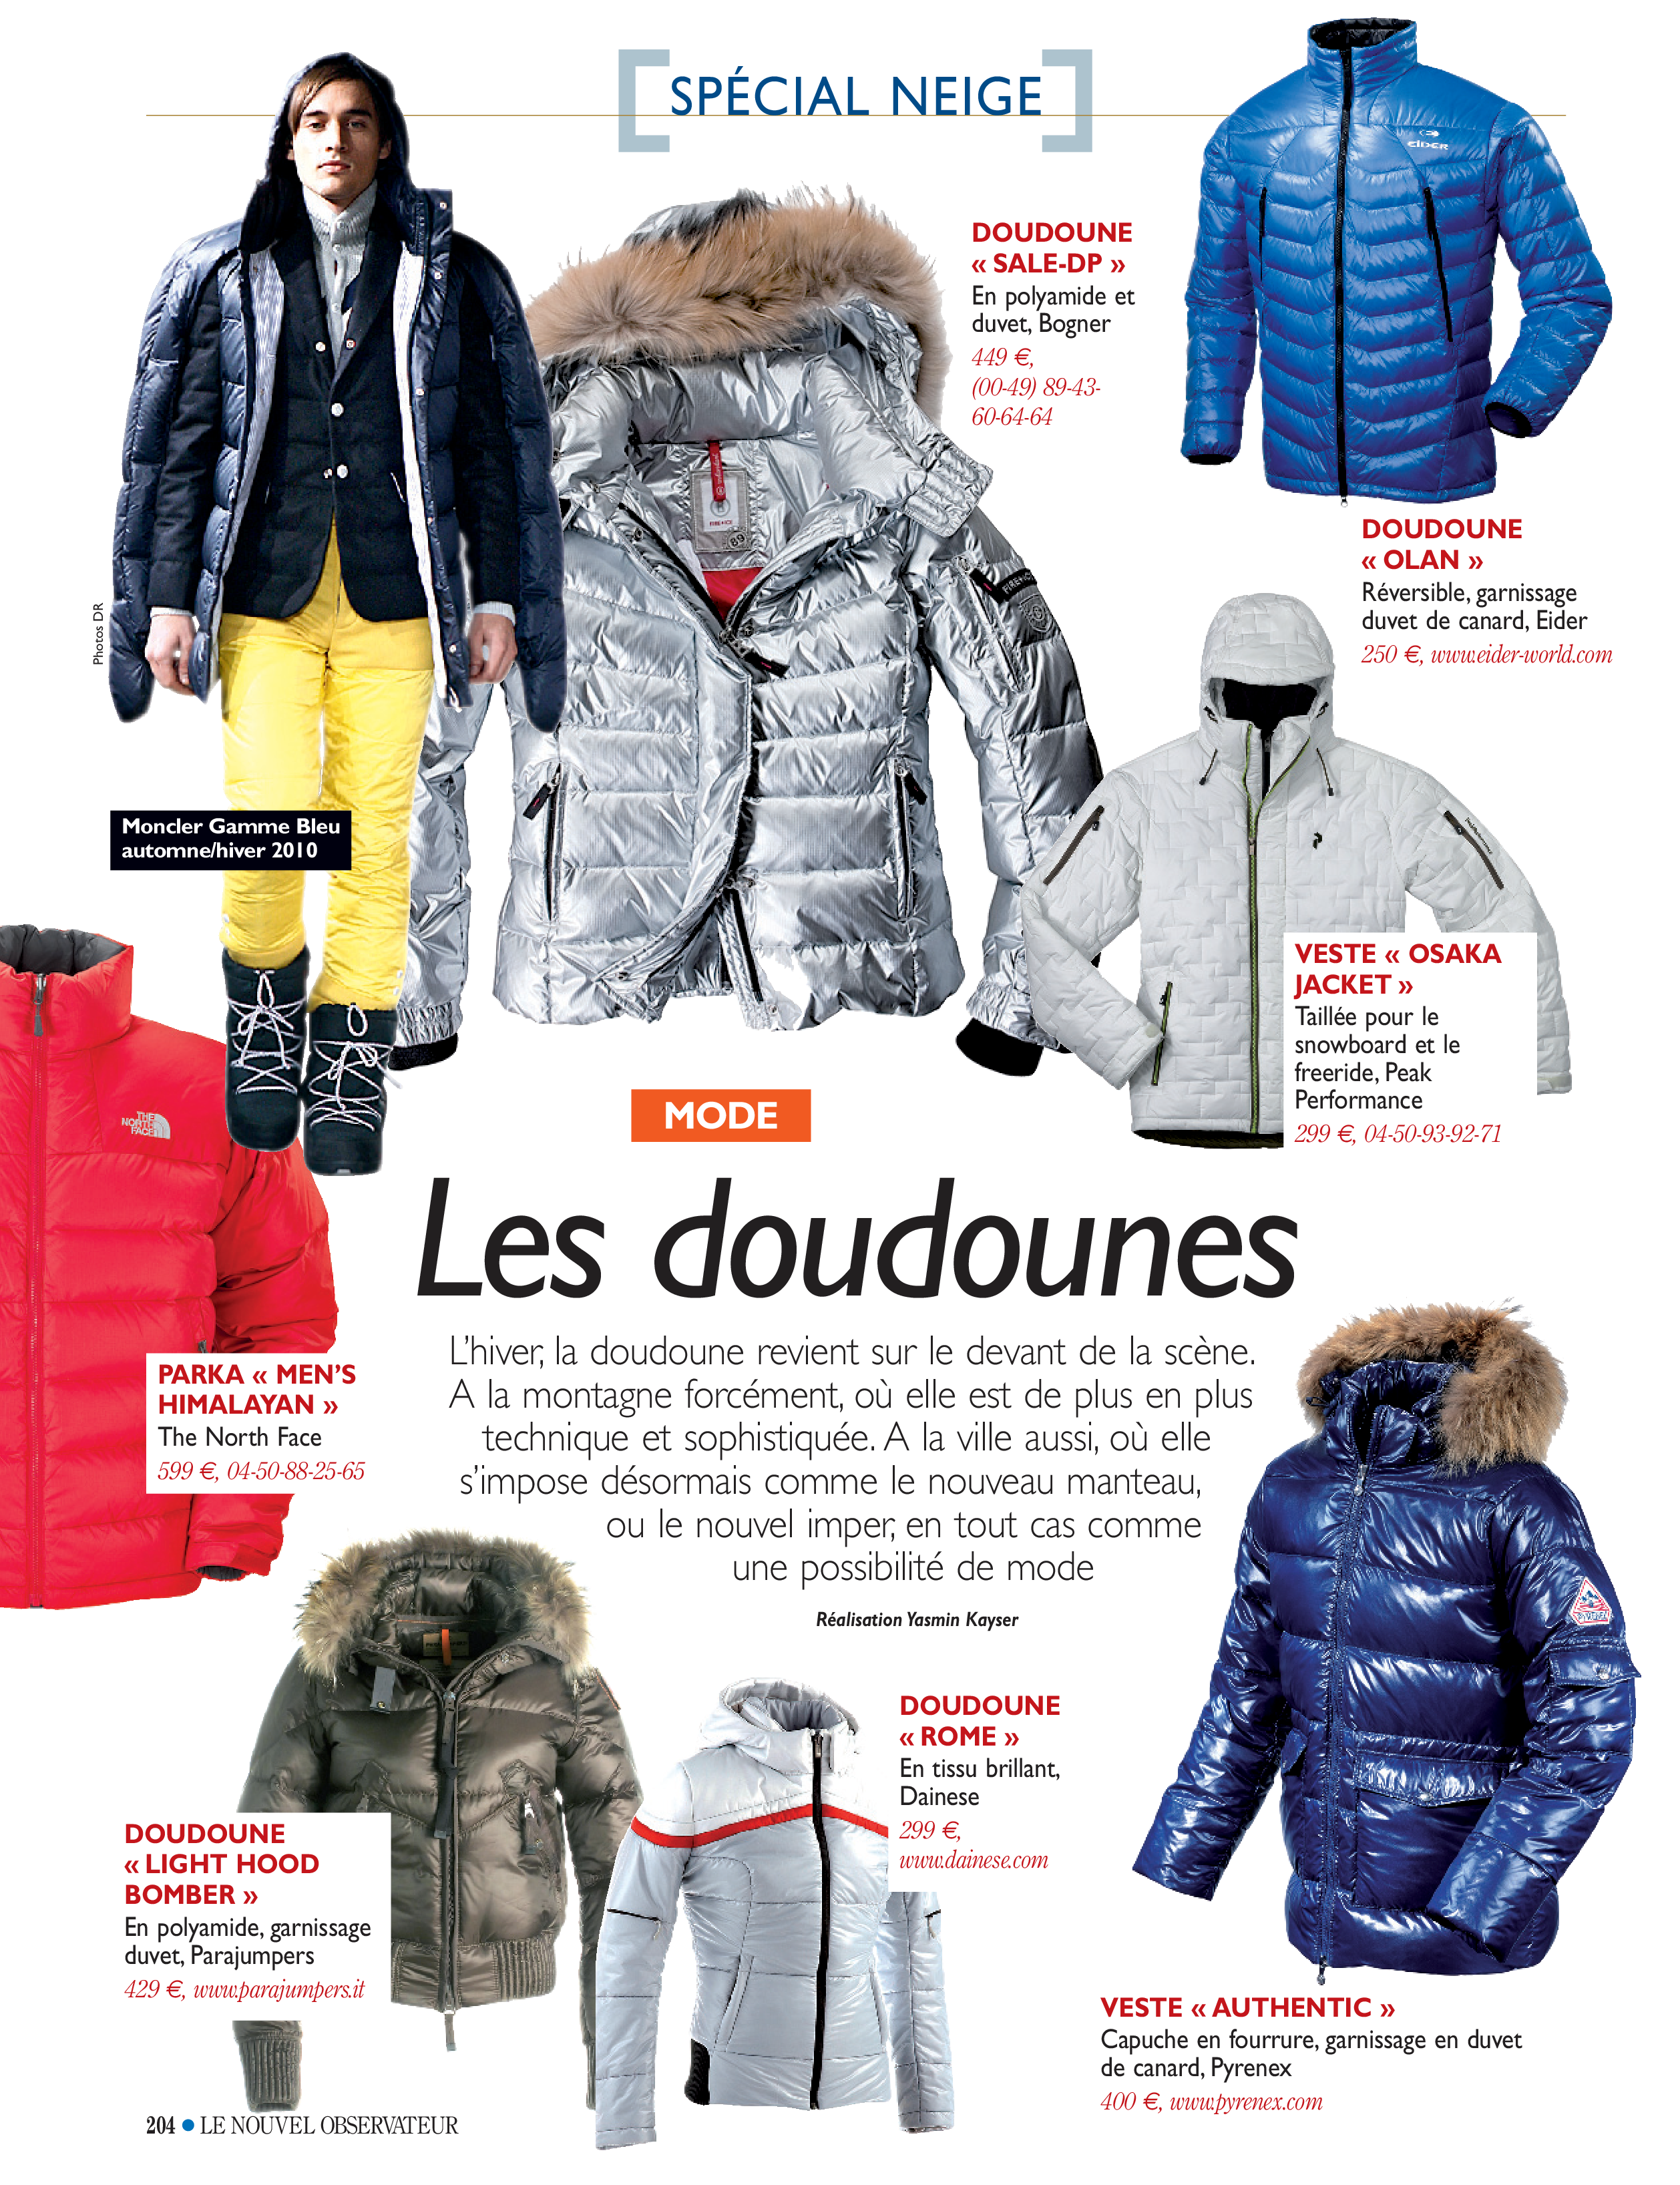 SPÉCIAL NEIGE
EIDER
DOUDOUNE
« SALE-DP »
En polyamide et
duvet, Bogner
449 €,
(00-49) 89-43-
60-64-64
FIRE+ICE
89
DOUDOUNE
« OLAN »
Réversible, garnissage
duvet de canard, Eider
250 €, www.eider-world.com
Photos DR
Moncler Gamme Bleu
automne/hiver 2010
VESTE « OSAKA
JACKET »
Taillée pour le
snowboard et le
freeride, Peak
Performance
299 €, 04-50-93-92-71
THE
NORTH
FACE
MODE
Les doudounes
L’hiver, la doudoune revient sur le devant de la scène.
A la montagne forcément, où elle est de plus en plus
technique et sophistiquée. A la ville aussi, où elle
s’impose désormais comme le nouveau manteau,
ou le nouvel imper, en tout cas comme
une possibilité de mode
Réalisation Yasmin Kayser
PARKA « MEN’S
HIMALAYAN »
The North Face
599 €, 04-50-88-25-65
PYRENEX
DOUDOUNE
« ROME »
En tissu brillant,
Dainese
299 €,
www.dainese.com
DOUDOUNE
« LIGHT HOOD
BOMBER »
En polyamide, garnissage
duvet, Parajumpers
429 €, www.parajumpers.it
VESTE « AUTHENTIC »
Capuche en fourrure, garnissage en duvet
de canard, Pyrenex
400 €, www.pyrenex.com
204 ● LE NOUVEL OBSERVATEUR